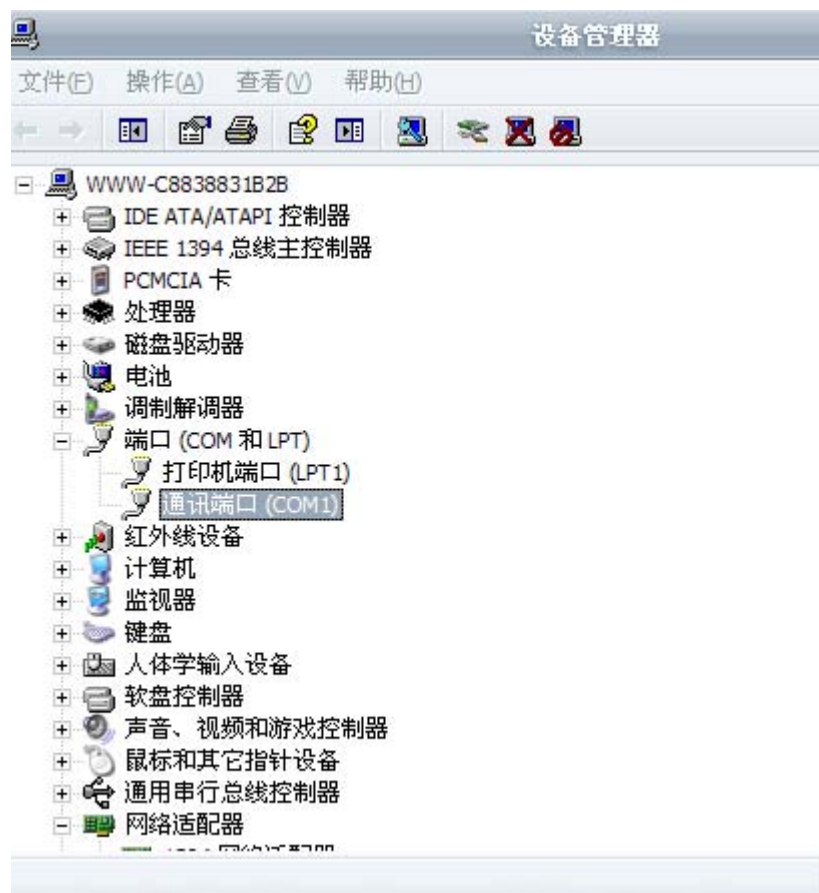 设备管理器
文件(F) 操作(A) 查看(V) 帮助(H)
WWW-C8838831B2B
IDE ATA/ATAPI 控制器
IEEE 1394 总线主控制器
PCMCIA 卡
处理器
磁盘驱动器
电池
调制解调器
端口 (COM 和 LPT)
打印机端口 (LPT1)
通讯端口 (COM1)
红外线设备
计算机
监视器
键盘
人体学输入设备
软盘控制器
声音、视频和游戏控制器
鼠标和其它指针设备
通用串行总线控制器
网络适配器